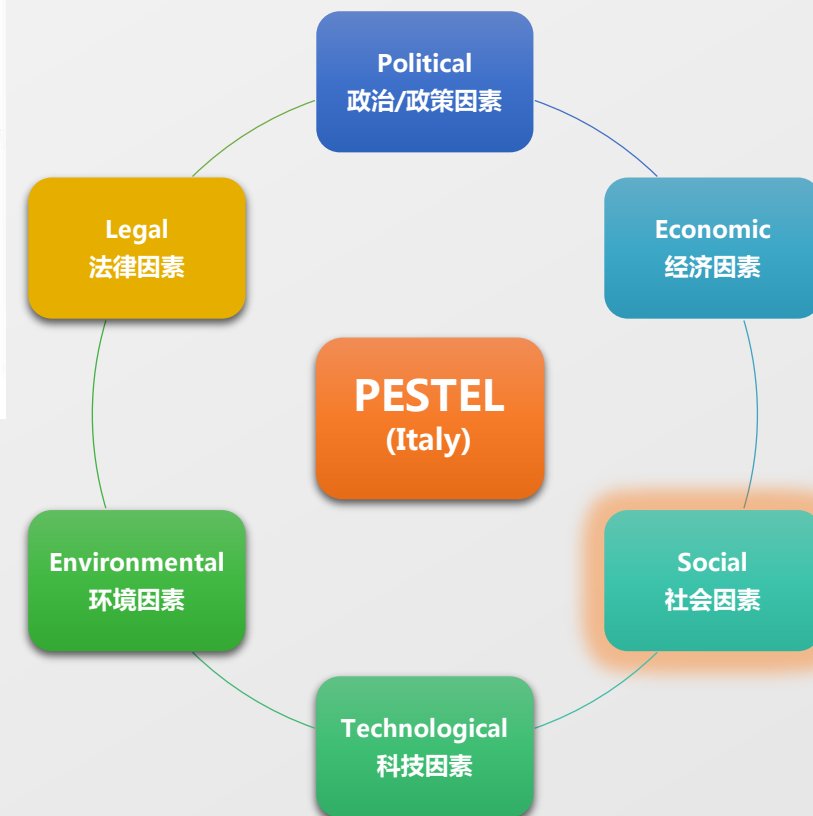 Political
政治/政策因素
Legal
法律因素
Economic
经济因素
PESTEL
(Italy)
Environmental
环境因素
Social
社会因素
Technological
科技因素